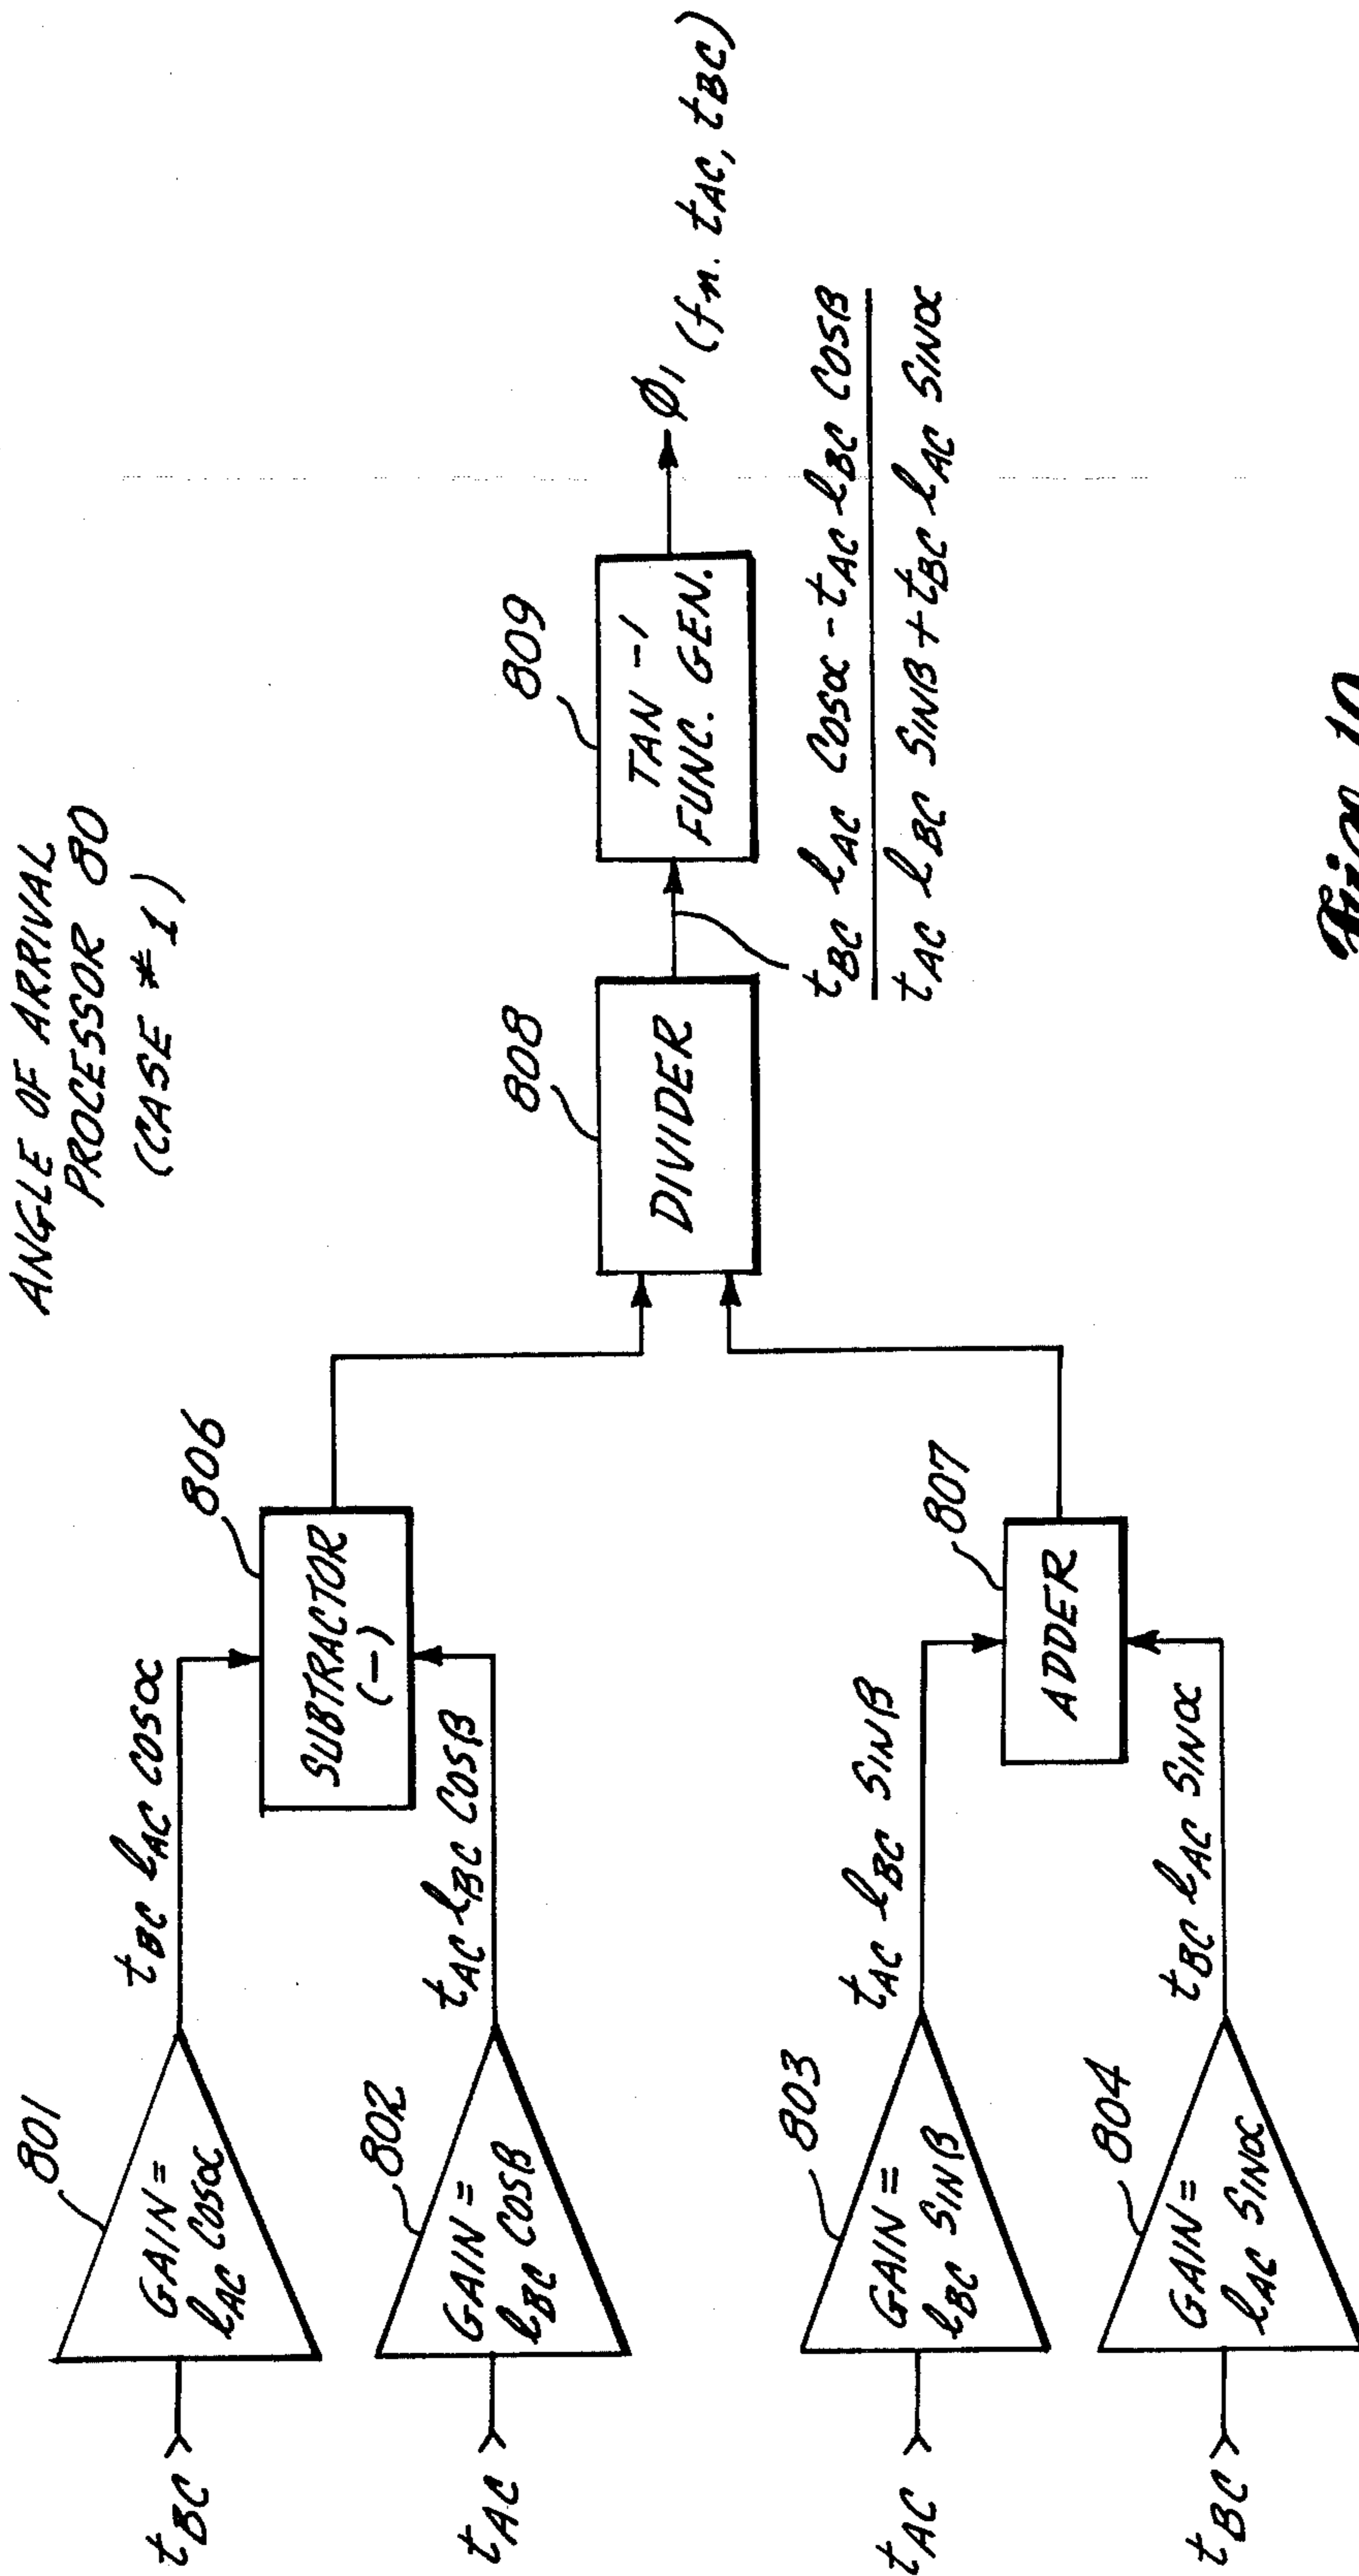 ANGLE OF ARRIVAL
PROCESSOR 80
(CASE #1)
801
t_BC
GAIN =
l_AC COSα
t_BC l_AC COSα
802
t_AC
GAIN =
l_BC COSβ
t_AC l_BC COSβ
806
SUBTRACTOR
(-)
803
t_AC
GAIN =
l_BC SINβ
t_AC l_BC SINβ
804
t_BC
GAIN =
l_AC SINα
t_BC l_AC SINα
807
ADDER
808
DIVIDER
809
TAN -1
FUNC. GEN.
t_BC l_AC COSα - t_AC l_BC COSβ
t_AC l_BC SINβ + t_BC l_AC SINα
Ø1 (fn. t_AC, t_BC)
Fig. 10